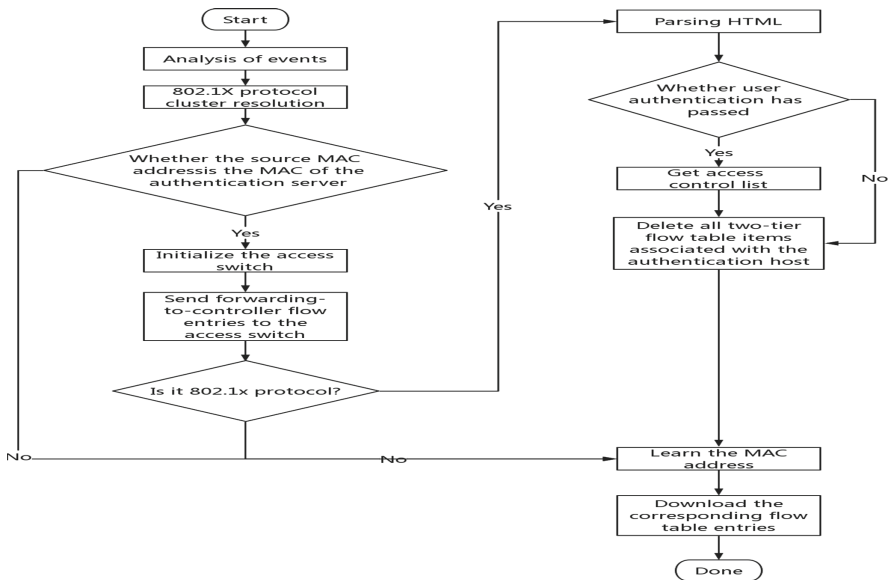 Start
Analysis of events
802.1X protocol
cluster resolution
Whether the source MAC
addressis the MAC of the
authentication server
Yes
Initialize the access
switch
Send forwarding-
to-controller flow
entries to the
access switch
Is it 802.1x protocol?
No
No
Yes
Parsing HTML
Whether user
authentication has
passed
Yes
No
Get access
control list
Delete all two-tier
flow table items
associated with the
authentication host
Learn the MAC
address
Download the
corresponding flow
table entries
Done